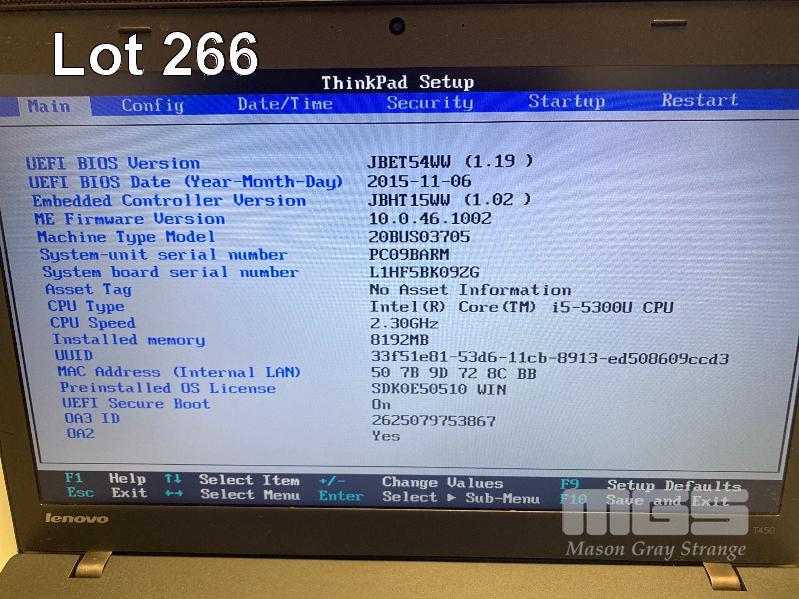 Lot 266
ThinkPad Setup
Main Config Date/Time Security Startup Restart
UEFI BIOS Version JBET54WW (1.19 )
UEFI BIOS Date (Year-Month-Day) 2015-11-06
Embedded Controller Version JBHT15WW (1.02 )
ME Firmware Version 10.0.46.1002
Machine Type Model 20BUS03705
System-unit serial number PC09BARM
System board serial number L1HF5BK09ZG
Asset Tag No Asset Information
CPU Type Intel(R) Core(TM) i5-5300U CPU
CPU Speed 2.30GHz
Installed memory 8192MB
UUID 33f51e81-53d6-11cb-8913-ed508609ccd3
MAC Address (Internal LAN) 50 7B 9D 72 8C BB
Preinstalled OS License SDK0E50510 WIN
UEFI Secure Boot On
OA3 ID 2625079753867
OA2 Yes
F1 Help ↑↓ Select Item +/- Change Values F9 Setup Defaults
Esc Exit ↔ Select Menu Enter Select ► Sub-Menu F10 Save and Exit
lenovo
MGS
T450
Mason Gray Strange